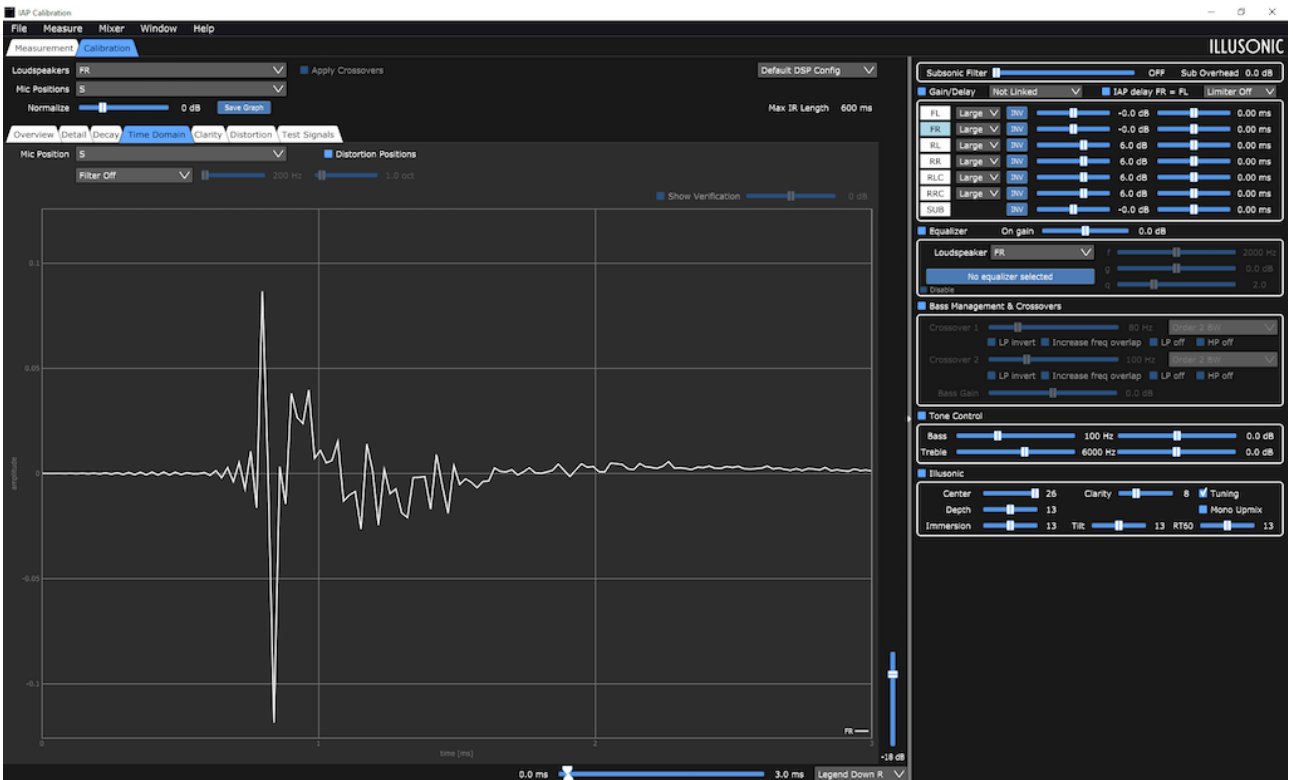 IAP Calibration
File Measure Mixer Window Help
Measurement Calibration
ILLUSONIC
Loudspeakers FR Apply Crossovers Default DSP Config
Mic Positions S
Normalize 0 dB Save Graph Max IR Length 600 ms
Overview Detail Decay Time Domain Clarity Distortion Test Signals
Mic Position S Distortion Positions
Filter Off 200 Hz 1.0 oct
Show Verification 0 dB
0.1
0.05
amplitude
0
-0.05
-0.1
FR
0 1 2 3
time [ms]
-18 dB
0.0 ms 3.0 ms Legend Down R
Subsonic Filter OFF Sub Overhead 0.0 dB
Gain/Delay Not Linked IAP delay FR = FL Limiter Off
FL Large INV -0.0 dB 0.00 ms
FR Large INV -0.0 dB 0.00 ms
RL Large INV 6.0 dB 0.00 ms
RR Large INV 6.0 dB 0.00 ms
RLC Large INV 6.0 dB 0.00 ms
RRC Large INV 6.0 dB 0.00 ms
SUB INV -0.0 dB 0.00 ms
Equalizer On gain 0.0 dB
Loudspeaker FR f 2000 Hz
No equalizer selected g 0.0 dB
Disable q 2.0
Bass Management & Crossovers
Crossover 1 80 Hz Order 2 BW
LP invert Increase freq overlap LP off HP off
Crossover 2 100 Hz Order 2 BW
LP invert Increase freq overlap LP off HP off
Bass Gain 0.0 dB
Tone Control
Bass 100 Hz 0.0 dB
Treble 6000 Hz 0.0 dB
Illusonic
Center 26 Clarity 8 Tuning
Depth 13 Mono Upmix
Immersion 13 Tilt 13 RT60 13